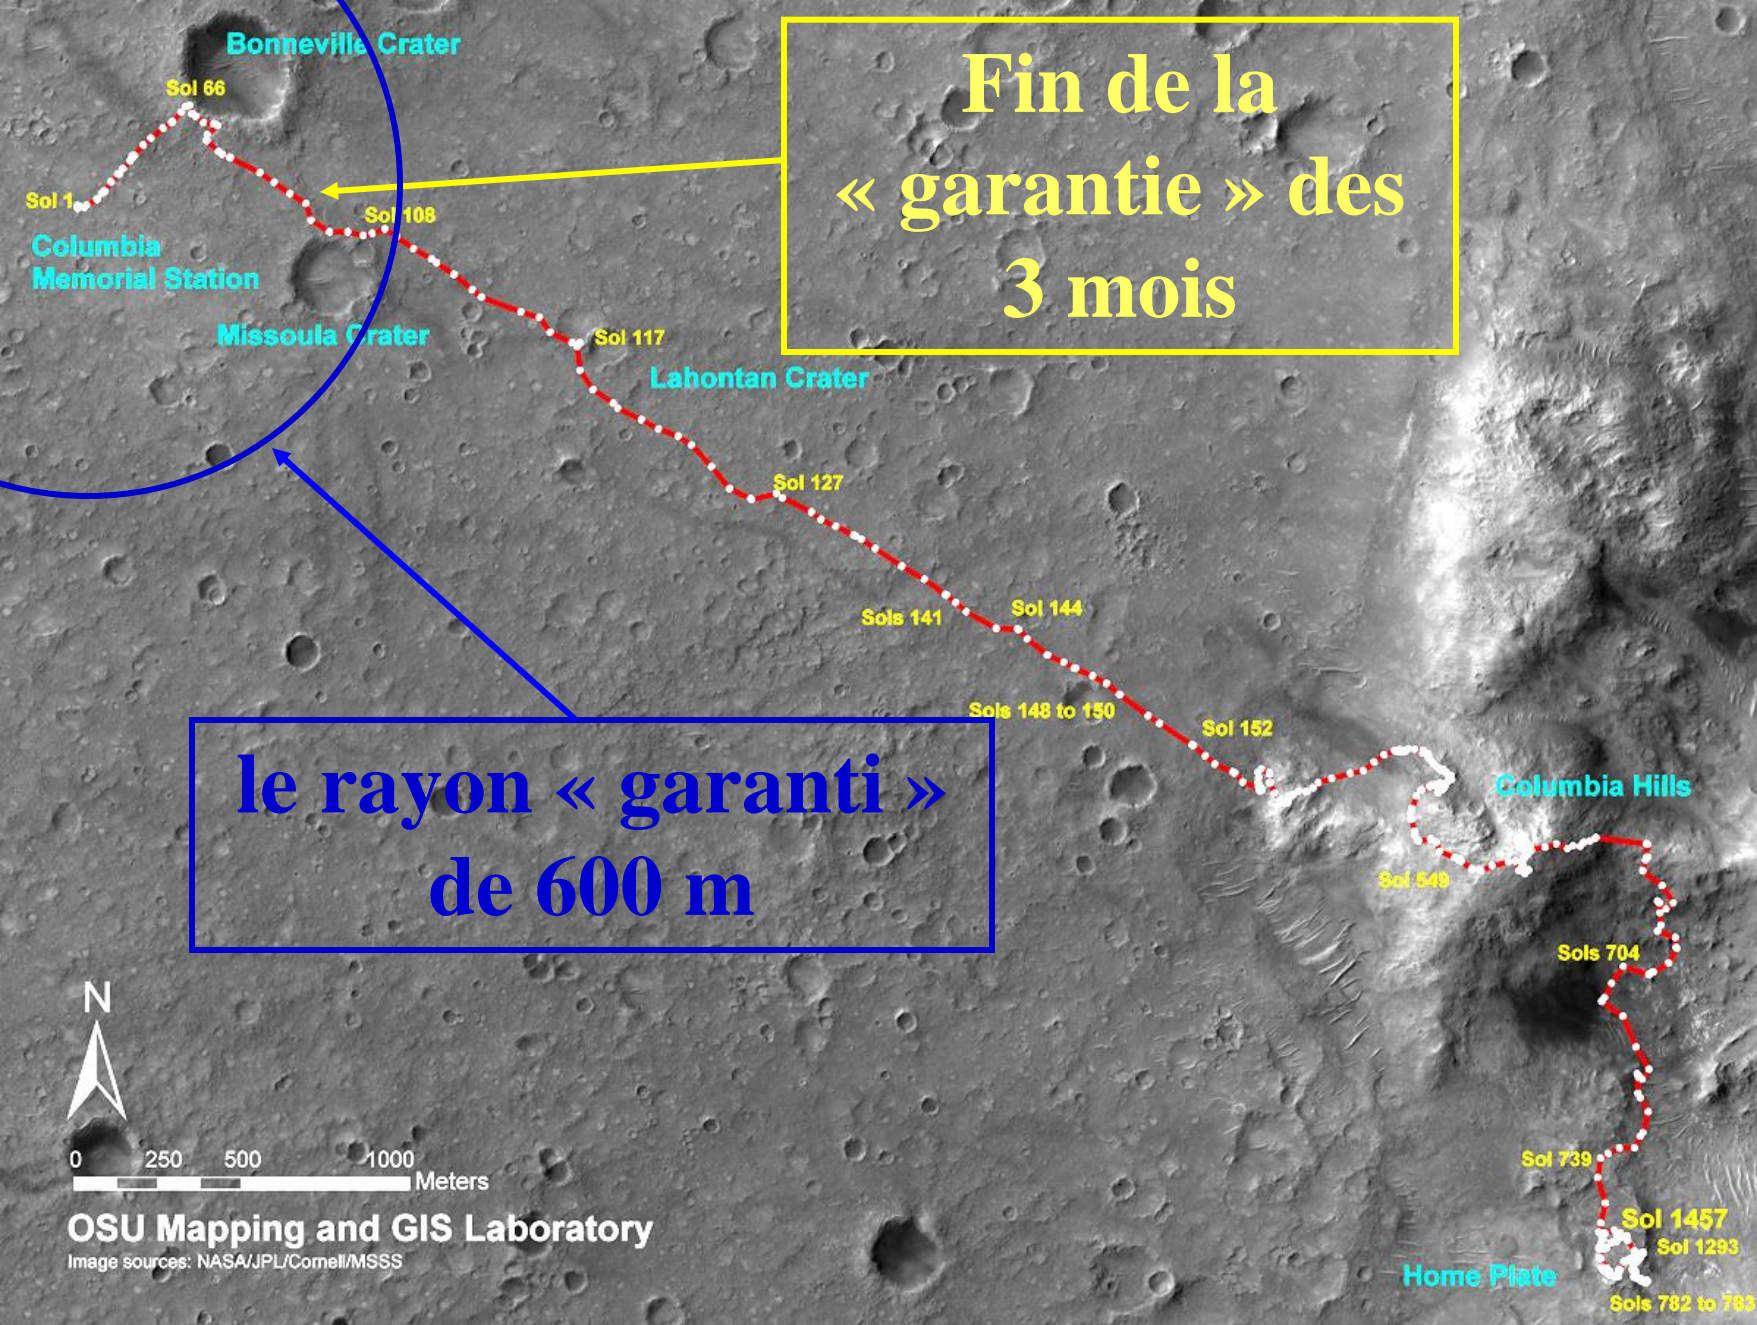 Bonneville Crater
Sol 66
Fin de la
« garantie » des
3 mois
Sol 1
Sol 108
Columbia
Memorial Station
Missoula Crater
Sol 117
Lahontan Crater
Sol 127
Sols 141
Sol 144
Sols 148 to 150
Sol 152
le rayon « garanti »
de 600 m
Columbia Hills
Sol 549
Sols 704
N
0 250 500 1000
Meters
Sol 739
OSU Mapping and GIS Laboratory
Image sources: NASA/JPL/Cornell/MSSS
Sol 1457
Sol 1293
Home Plate
Sols 782 to 783